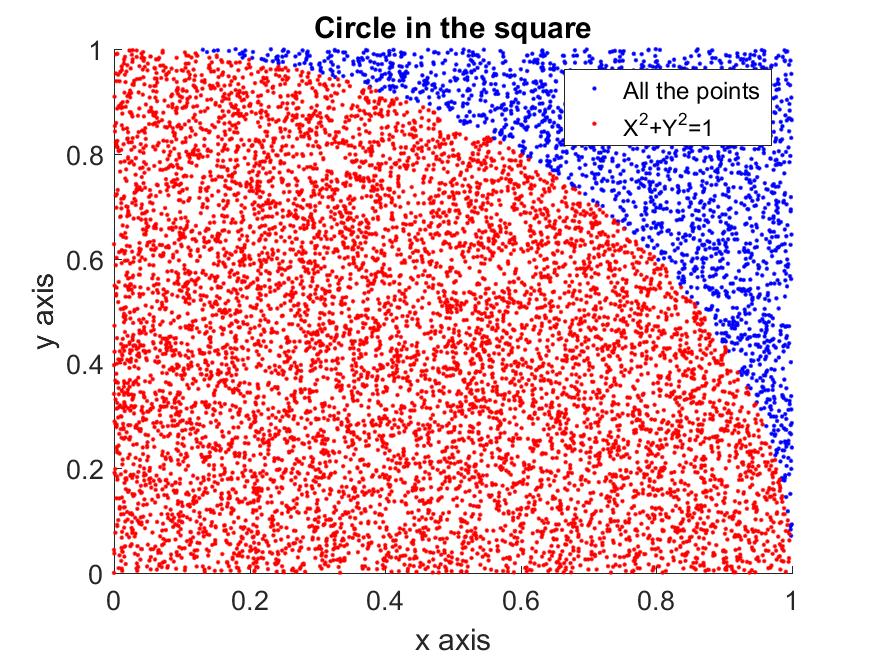 Circle in the square
All the points
X²+Y²=1
y axis
1
0.8
0.6
0.4
0.2
0
0 0.2 0.4 0.6 0.8 1
x axis